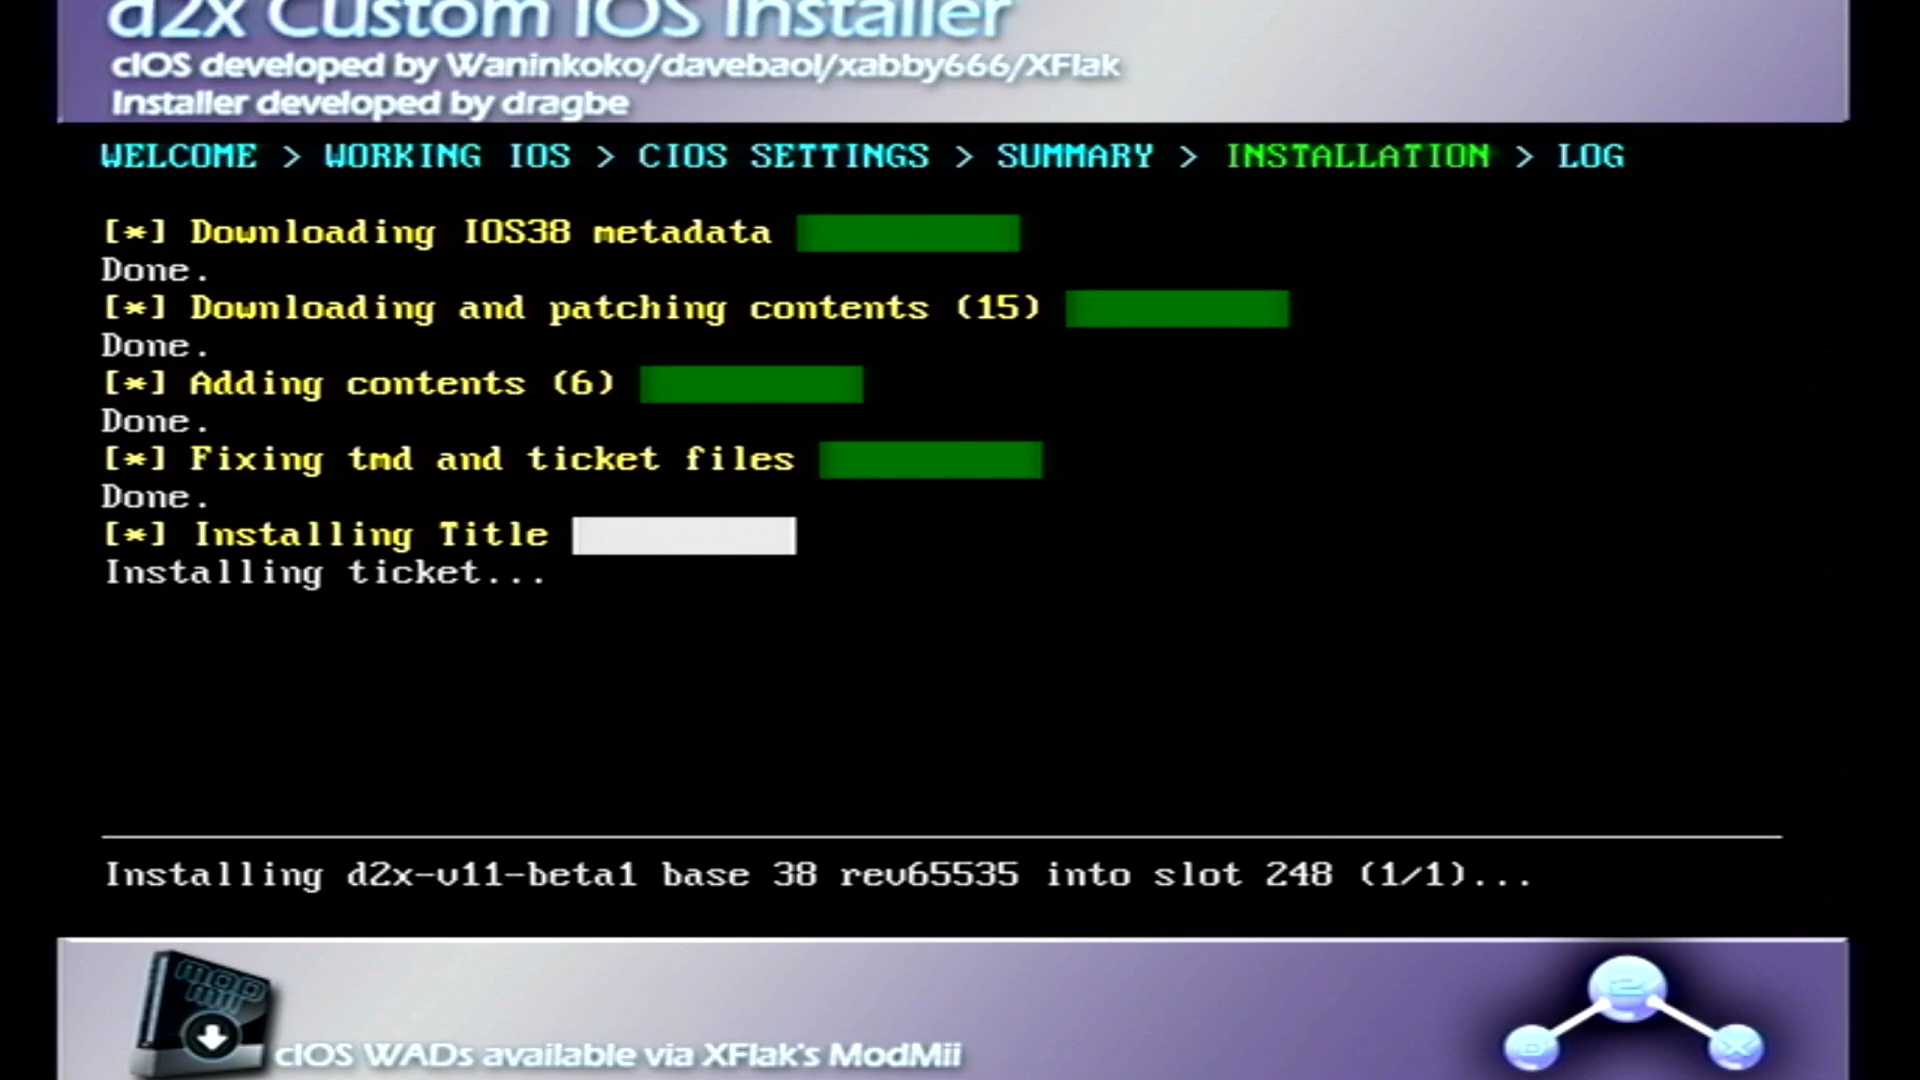 d2x Custom IOS Installer
cIOS developed by Waninkoko/davebaol/xabby666/XFlak
Installer developed by dragbe
WELCOME > WORKING IOS > CIOS SETTINGS > SUMMARY > INSTALLATION > LOG
[*] Downloading IOS38 metadata
Done.
[*] Downloading and patching contents (15)
Done.
[*] Adding contents (6)
Done.
[*] Fixing tmd and ticket files
Done.
[*] Installing Title
Installing ticket...
Installing d2x-v11-beta1 base 38 rev65535 into slot 248 (1/1)...
MOD
MII
cIOS WADs available via XFlak's ModMii
D 2 X